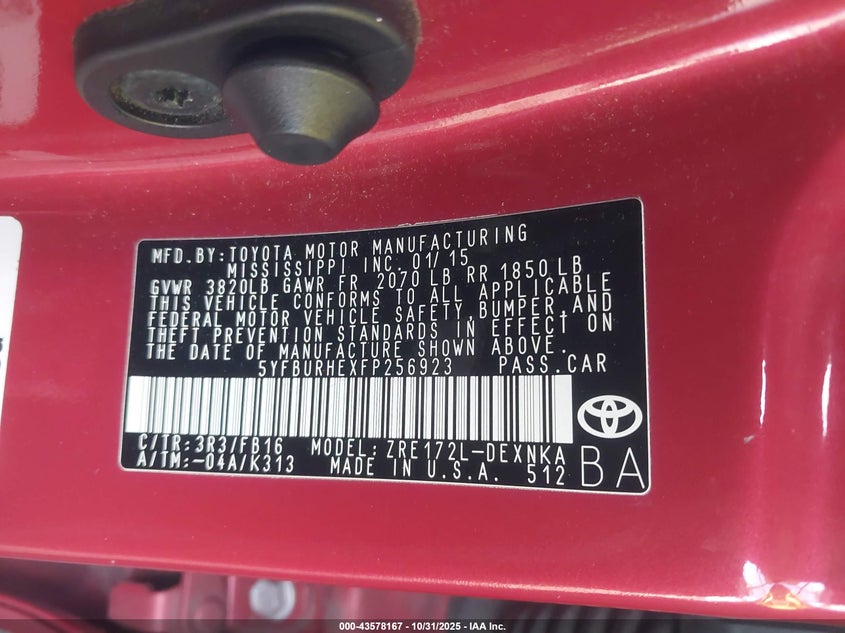 MFD.BY:TOYOTA MOTOR MANUFACTURING
MISSISSIPPI INC. 01/15
GVWR 3820LB GAWR FR 2070 LB RR 1850 LB
THIS VEHICLE CONFORMS TO ALL APPLICABLE
FEDERAL MOTOR VEHICLE SAFETY,BUMPER,AND
THEFT PREVENTION STANDARDS IN EFFECT ON
THE DATE OF MANUFACTURE SHOWN ABOVE.
5YFBURHEXFP256923 PASS.CAR
C/TR:3R3/FB16 MODEL:ZRE172L-DEXNKA
A/TM:-04A/K313 MADE IN U.S.A. 512
BA
000-43578167 - 10/31/2025 - IAA Inc.